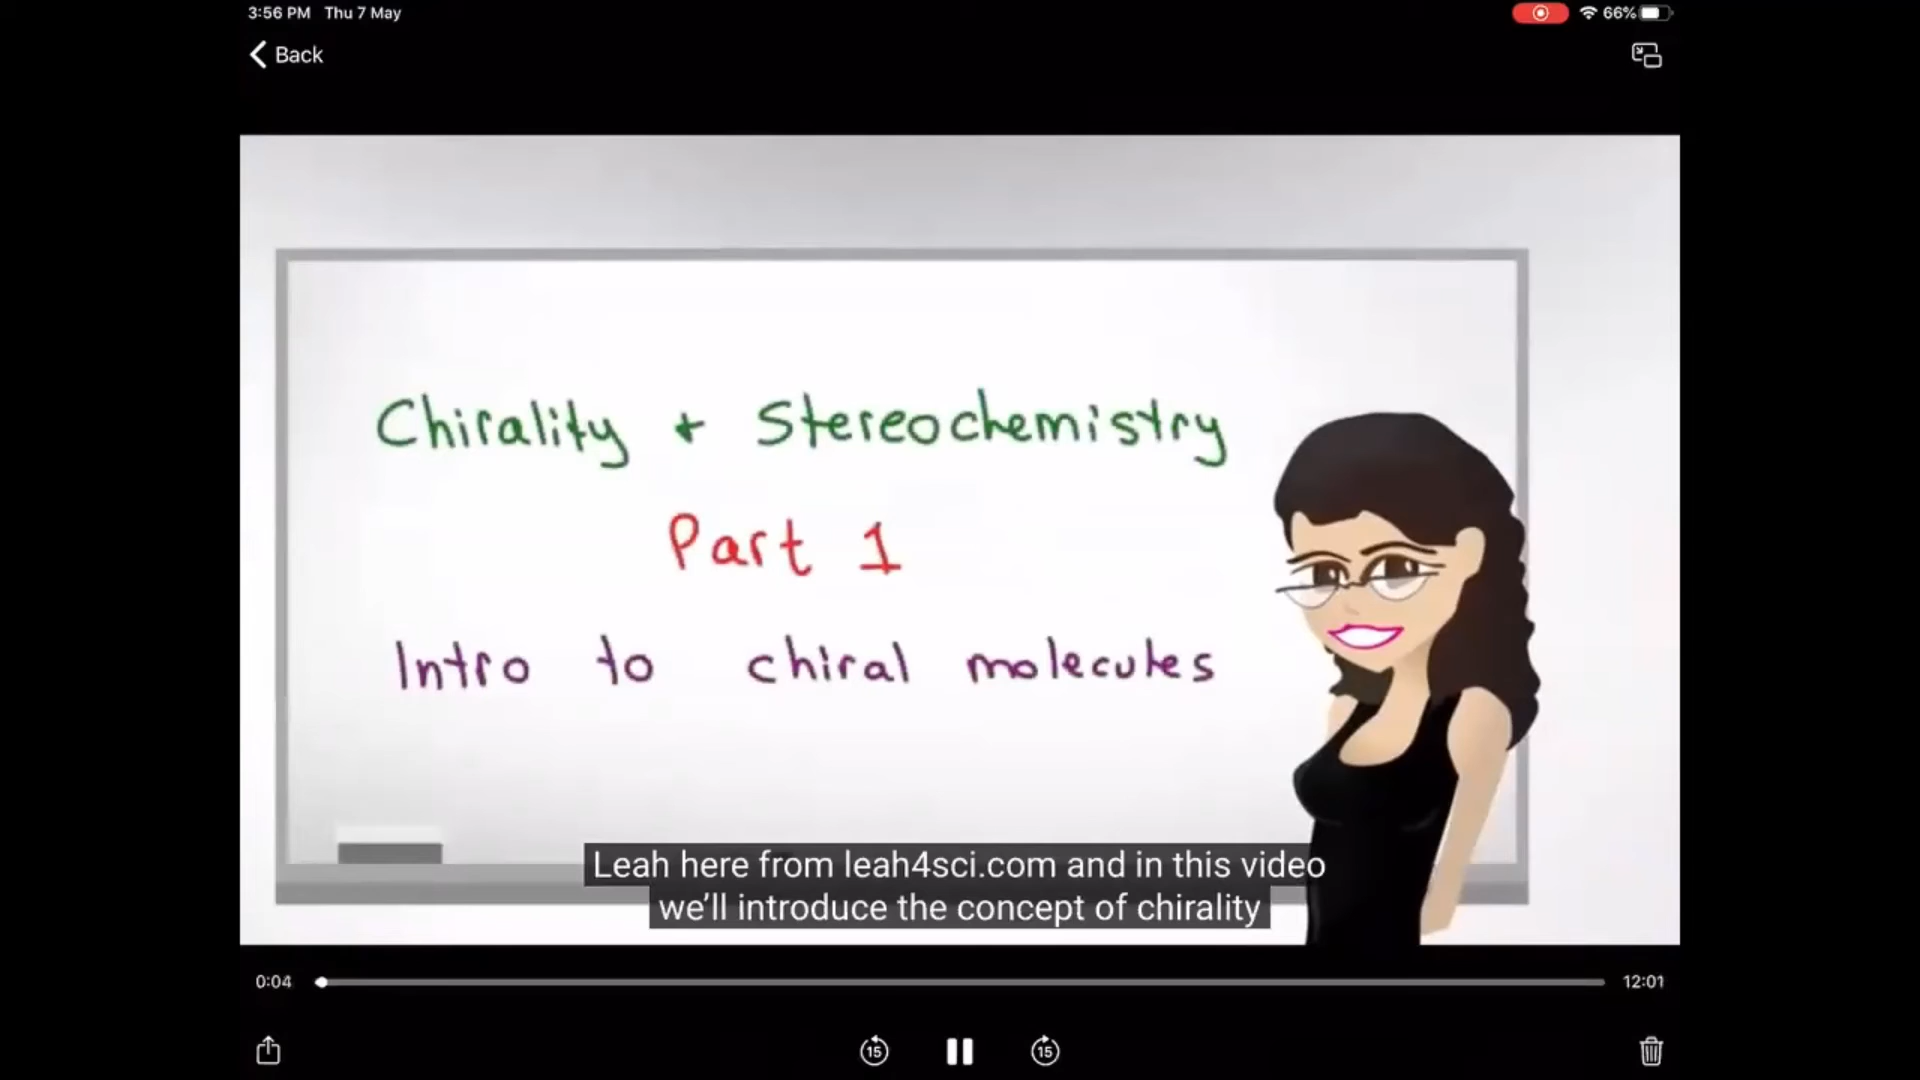 3:56 PM Thu 7 May
66%
Back
Chirality + Stereochemistry
Part 1
Intro to chiral molecules
Leah here from leah4sci.com and in this video
we'll introduce the concept of chirality
0:04
12:01
15
15